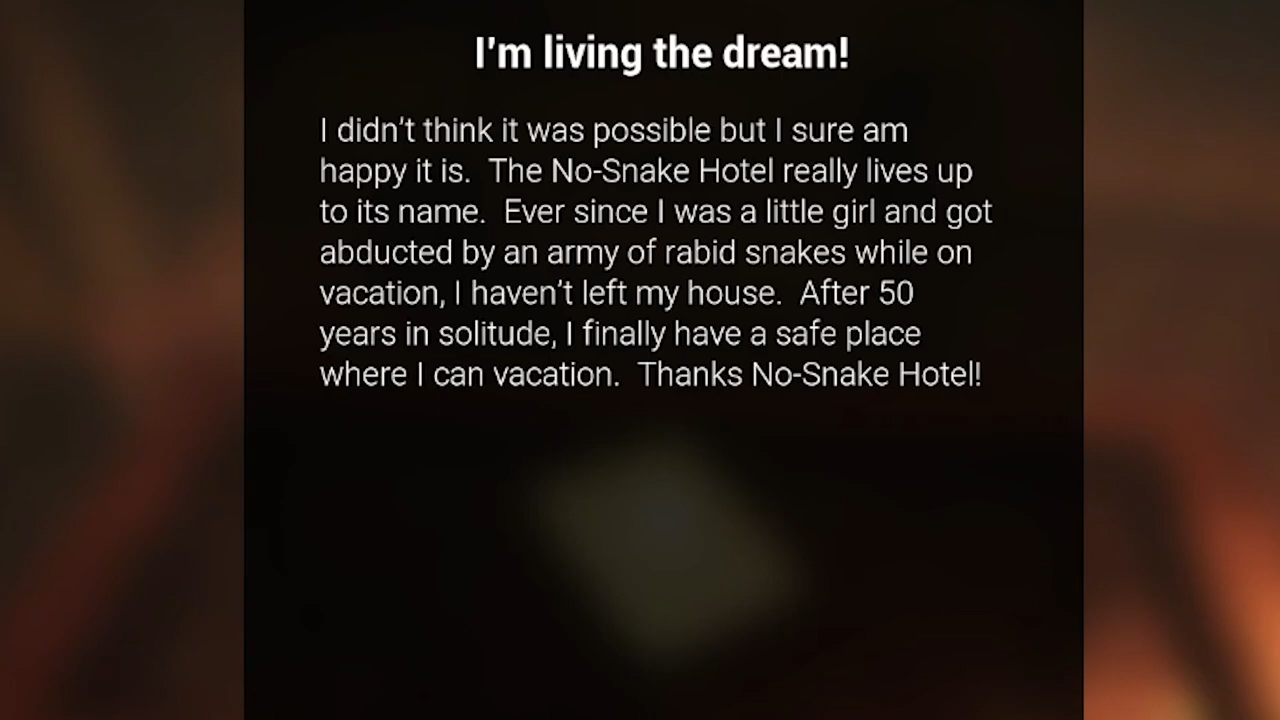 I'm living the dream!
I didn't think it was possible but I sure am
happy it is.  The No-Snake Hotel really lives up
to its name.  Ever since I was a little girl and got
abducted by an army of rabid snakes while on
vacation, I haven't left my house.  After 50
years in solitude, I finally have a safe place
where I can vacation.  Thanks No-Snake Hotel!